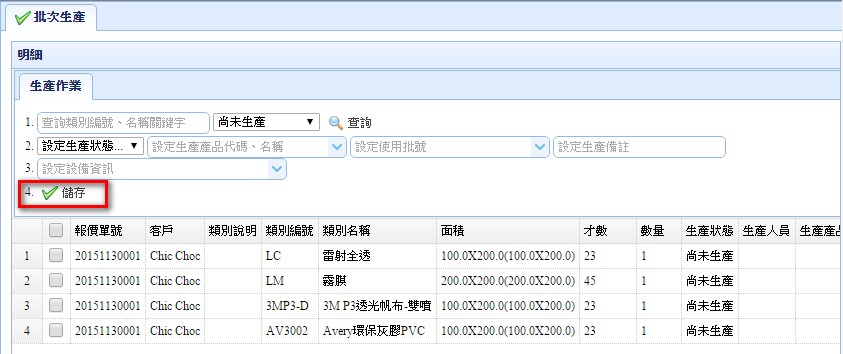 批次生產
明細
生產作業
1. 查詢類別編號、名稱關鍵字 尚未生產 查詢
2. 設定生產狀態... 設定生產產品代碼、名稱 設定使用批號 設定生產備註
3. 設定設備資訊
4. 儲存
報價單號 客戶 類別說明 類別編號 類別名稱 面積 才數 數量 生產狀態 生產人員 生產產品
1 20151130001 Chic Choc LC 雷射全透 100.0X200.0(100.0X200.0) 23 1 尚未生產
2 20151130001 Chic Choc LM 霧膜 200.0X200.0(200.0X200.0) 45 1 尚未生產
3 20151130001 Chic Choc 3MP3-D 3M P3透光帆布-雙噴 100.0X200.0(100.0X200.0) 23 1 尚未生產
4 20151130001 Chic Choc AV3002 Avery環保灰膠PVC 100.0X200.0(100.0X200.0) 23 1 尚未生產